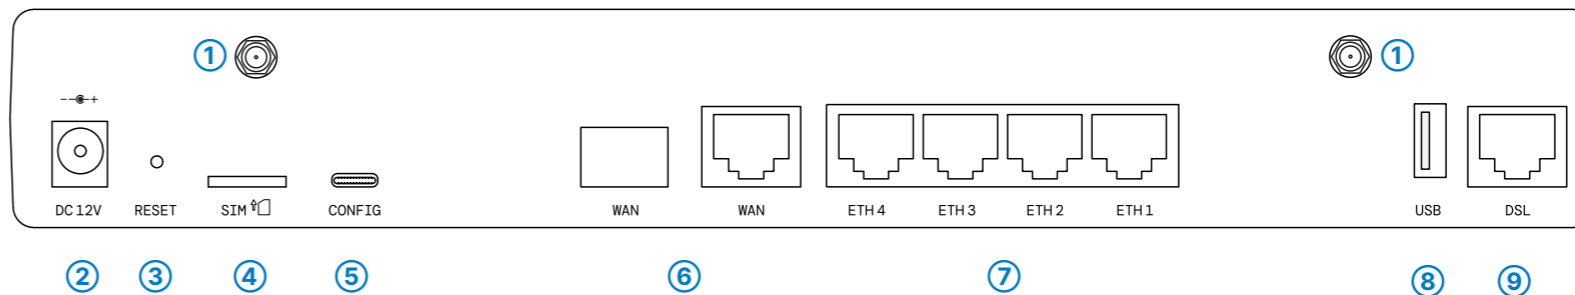 ① ①
DC 12V RESET SIM CONFIG WAN WAN ETH 4 ETH 3 ETH 2 ETH 1 USB DSL
② ③ ④ ⑤ ⑥ ⑦ ⑧ ⑨